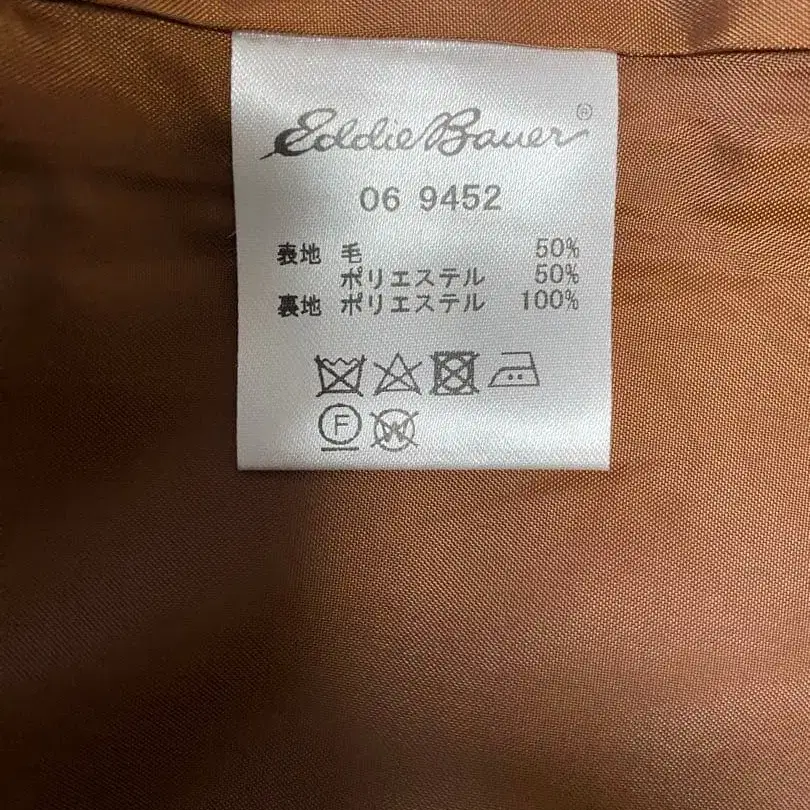 Eddie Bauer®
06 9452
表地 毛 50%
ポリエステル 50%
裏地 ポリエステル 100%
F
W